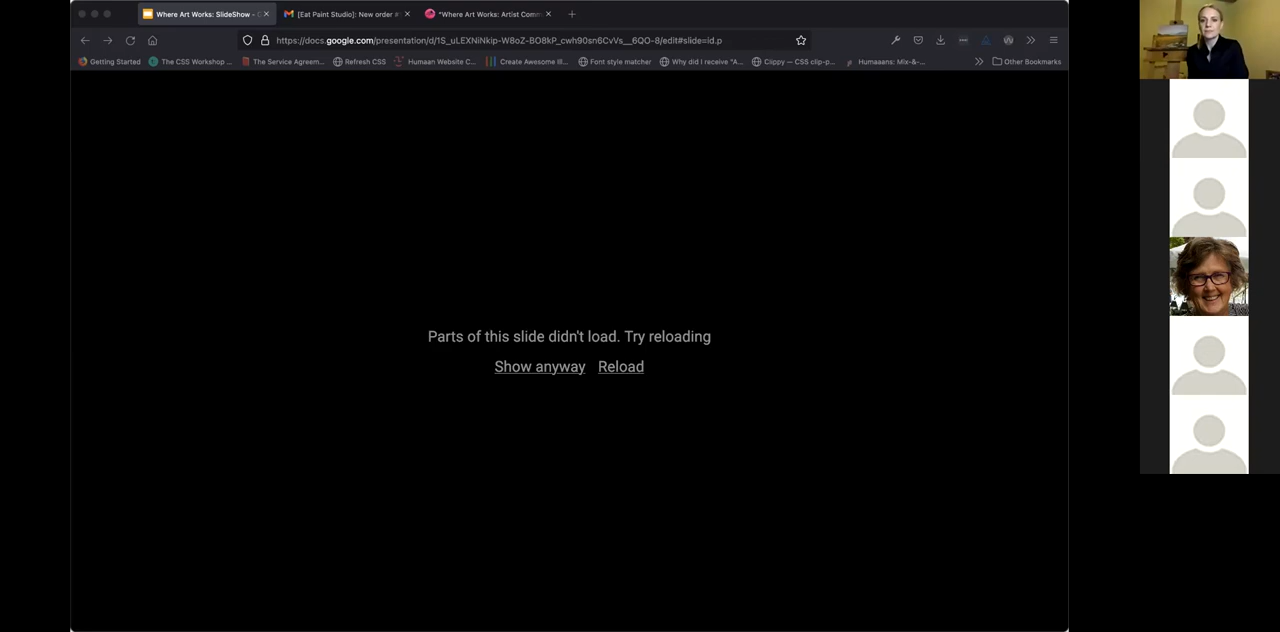 Where Art Works: SlideShow - G
[Eat Paint Studio]: New order #
*Where Art Works: Artist Comm
https://docs.google.com/presentation/d/1S_uLEXNiNkip-W8oZ-BO8kP_cwh90sn6CvVs__6QO-8/edit#slide=id.p
Getting Started
The CSS Workshop ...
The Service Agreem...
Refresh CSS
Humaan Website C...
Create Awesome Ill...
Font style matcher
Why did I receive "A...
Clippy — CSS clip-p...
Humaaans: Mix-&-...
Other Bookmarks
Parts of this slide didn't load. Try reloading
Show anyway Reload